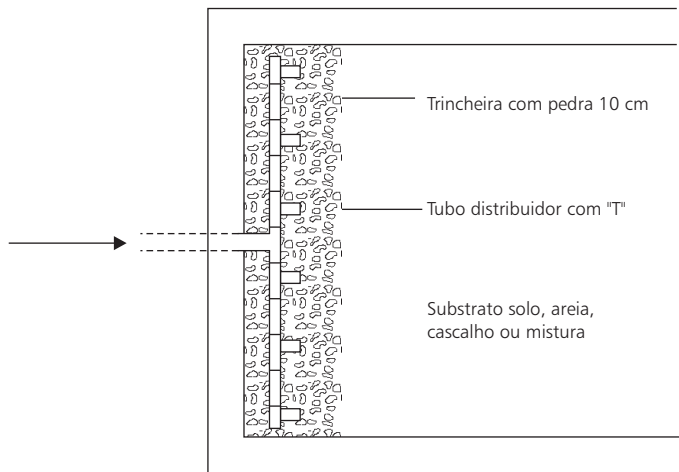 Trincheira com pedra 10 cm
Tubo distribuidor com "T"
Substrato solo, areia,
cascalho ou mistura